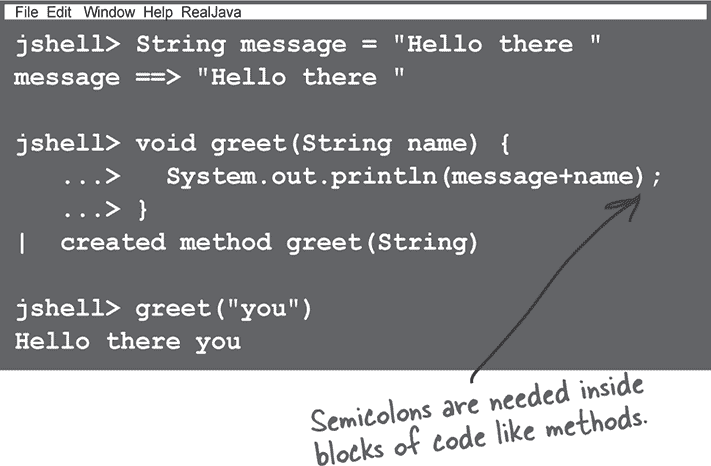 File Edit Window Help RealJava
jshell> String message = "Hello there "
message ==> "Hello there "
jshell> void greet(String name) {
...> System.out.println(message+name);
...> }
| created method greet(String)
jshell> greet("you")
Hello there you
Semicolons are needed inside
blocks of code like methods.